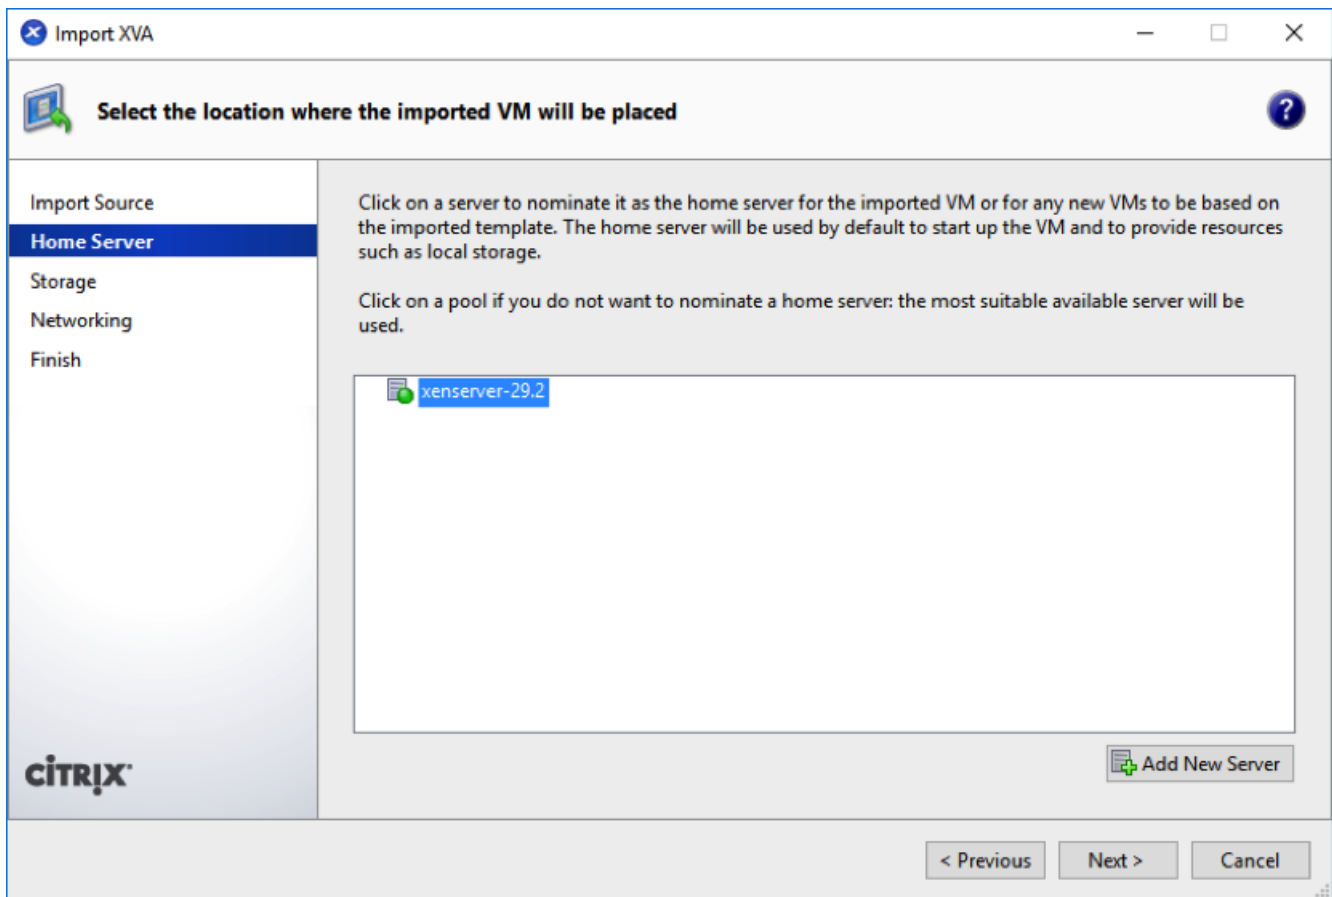 Import XVA
Select the location where the imported VM will be placed
?
Import Source
Home Server
Storage
Networking
Finish
CITRIX
Click on a server to nominate it as the home server for the imported VM or for any new VMs to be based on
the imported template. The home server will be used by default to start up the VM and to provide resources
such as local storage.
Click on a pool if you do not want to nominate a home server: the most suitable available server will be
used.
xenserver-29.2
Add New Server
< Previous
Next >
Cancel